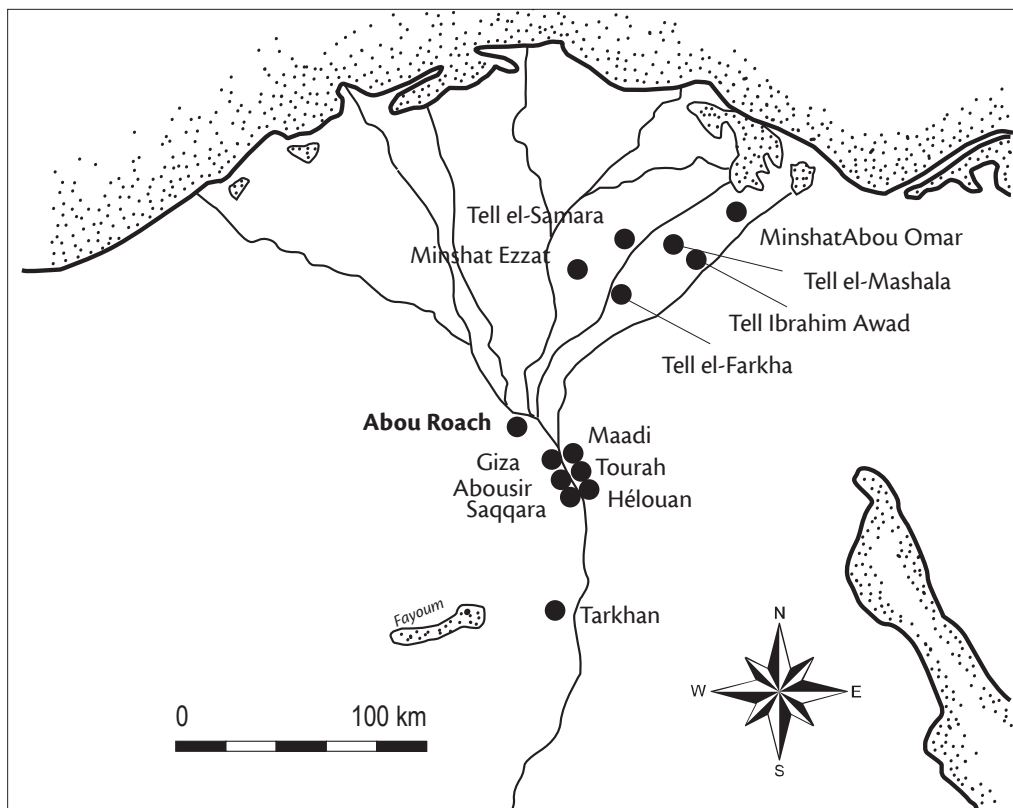 Tell el-Samara
MinshatAbou Omar
Minshat Ezzat
Tell el-Mashala
Tell Ibrahim Awad
Tell el-Farkha
Abou Roach
Maadi
Giza
Tourah
Abousir
Hélouan
Saqqara
Fayoum
Tarkhan
N
W
E
S
0 100 km